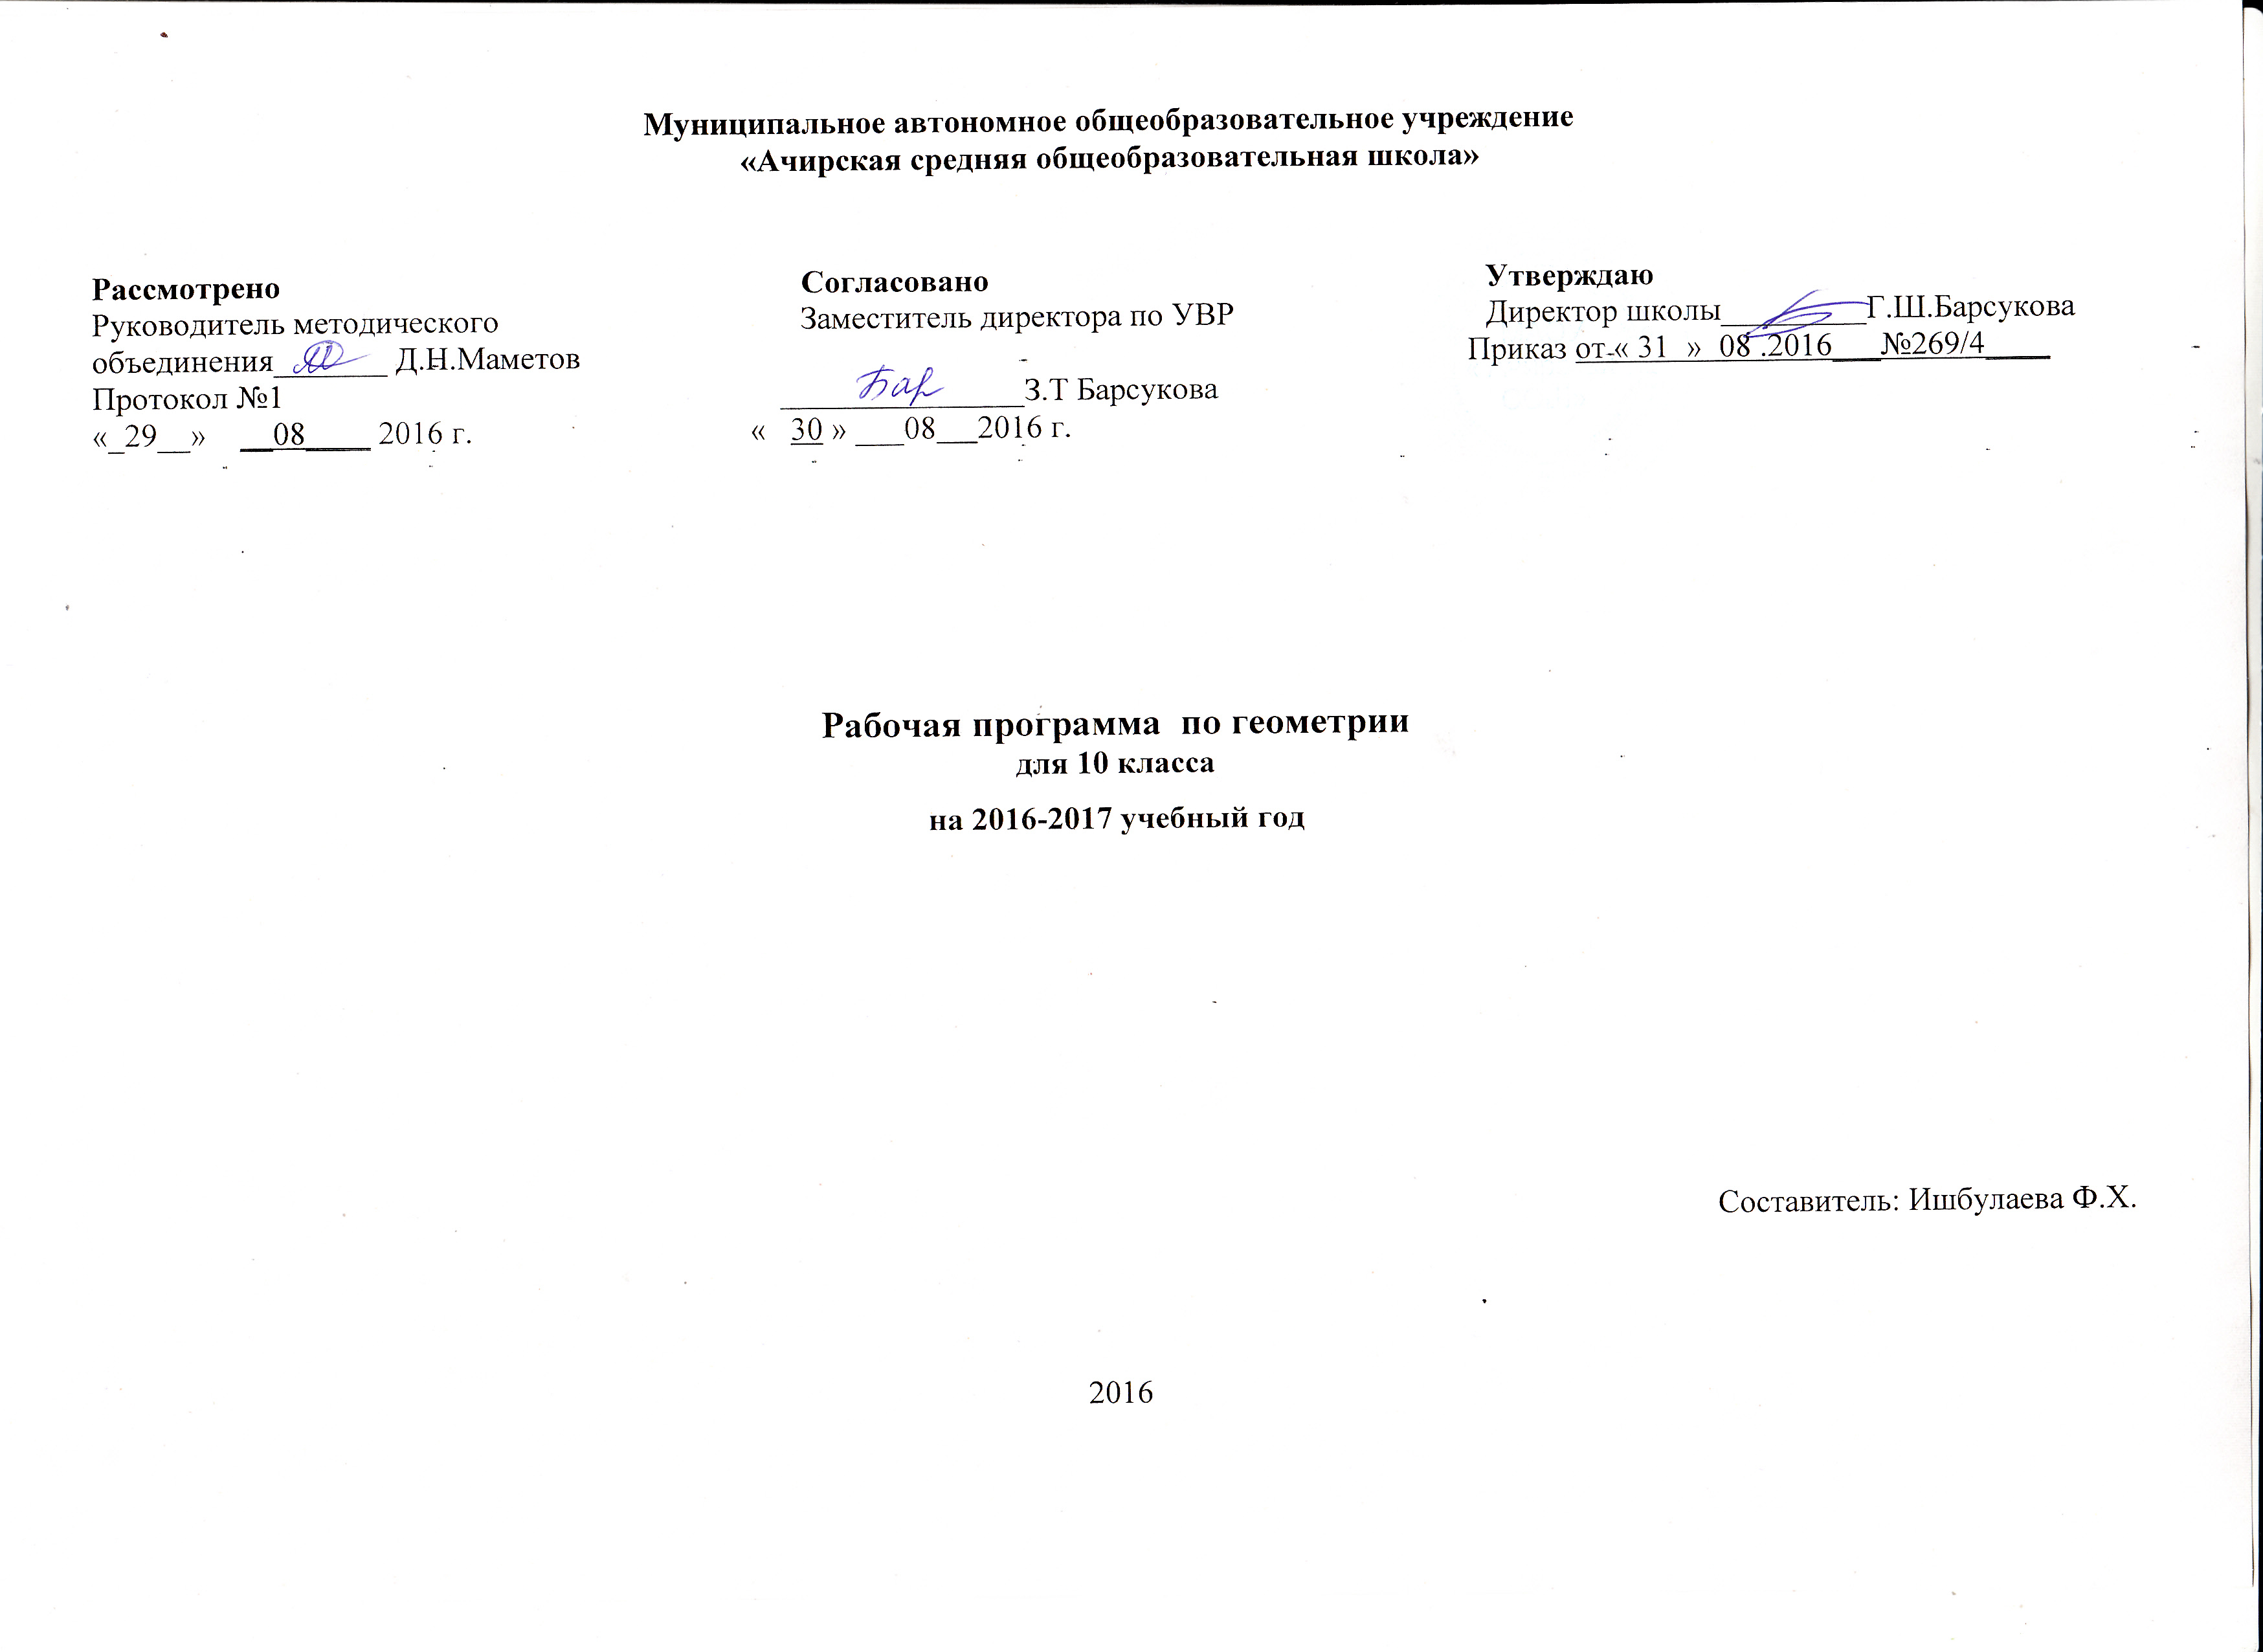 Муниципальное автономное общеобразовательное учреждение
«Ачирская средняя общеобразовательная школа»
Рассмотрено
Руководитель методического
объединения_______ Д.Н.Маметов
Протокол №1
«_29__» __08____ 2016 г.
Согласовано
Заместитель директора по УВР
Бар
_______________З.Т Барсукова
« 30 » ___08___2016 г.
Утверждаю
Директор школы_________Г.Ш.Барсукова
Приказ от « 31 » 08 .2016___№269/4____
Рабочая программа по геометрии
для 10 класса
на 2016-2017 учебный год
Составитель: Ишбулаева Ф.Х.
2016